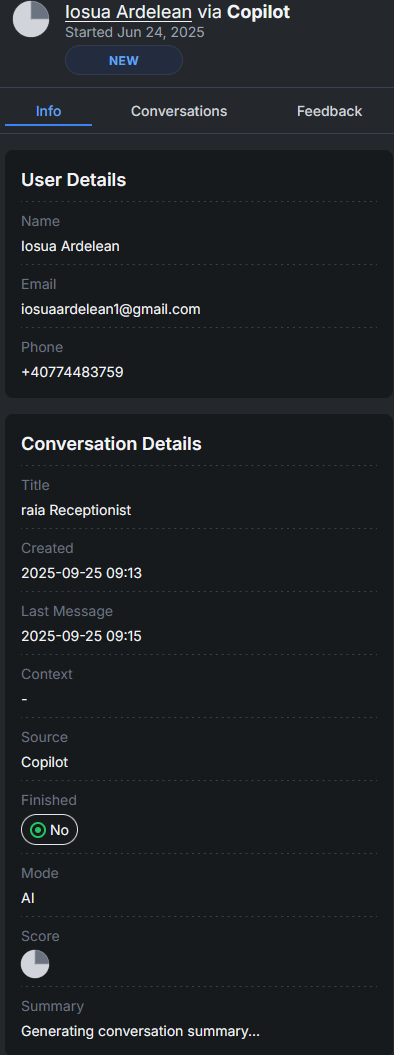 Iosua Ardelean via Copilot
Started Jun 24, 2025
NEW
Info Conversations Feedback
User Details
Name
Iosua Ardelean
Email
iosuaardelean1@gmail.com
Phone
+40774483759
Conversation Details
Title
raia Receptionist
Created
2025-09-25 09:13
Last Message
2025-09-25 09:15
Context
-
Source
Copilot
Finished
No
Mode
AI
Score
Summary
Generating conversation summary...